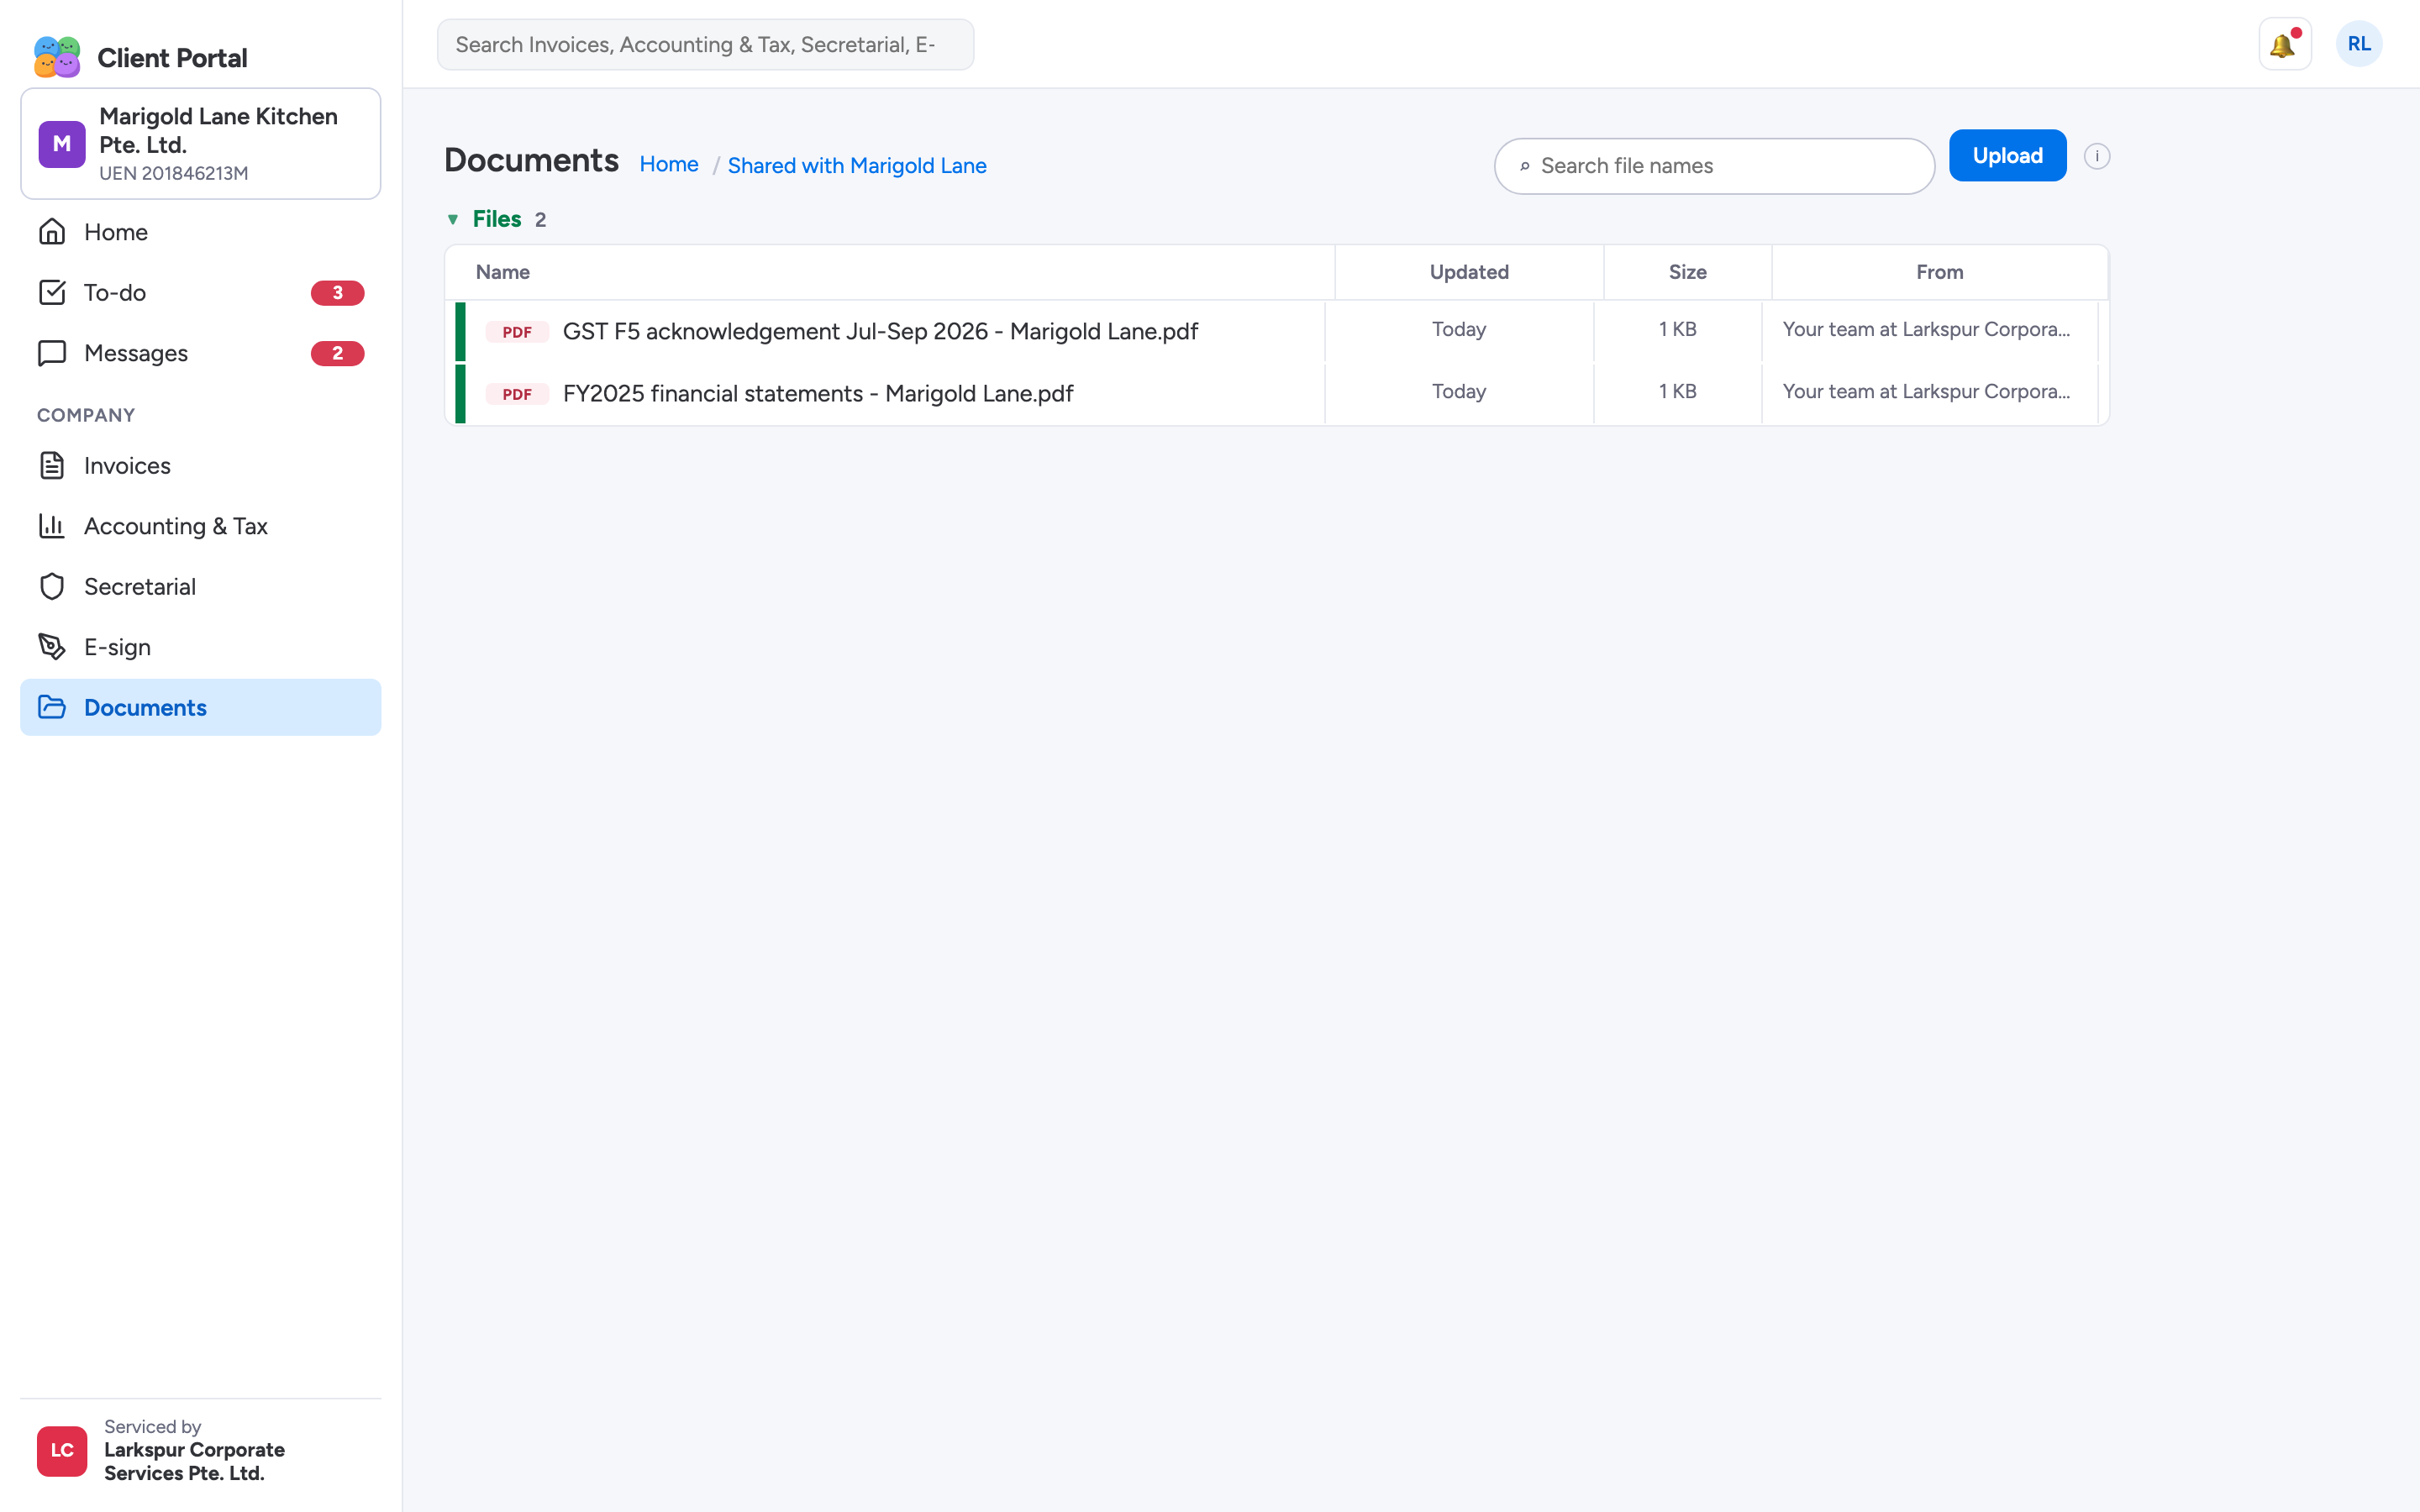 Client Portal
M
Marigold Lane Kitchen
Pte. Ltd.
UEN 201846213M
Home
To-do
3
Messages
2
COMPANY
Invoices
Accounting & Tax
Secretarial
E-sign
Documents
LC
Serviced by
Larkspur Corporate
Services Pte. Ltd.
Search Invoices, Accounting & Tax, Secretarial, E-
RL
Documents Home / Shared with Marigold Lane
Search file names
Upload
i
Files 2
Name Updated Size From
PDF GST F5 acknowledgement Jul-Sep 2026 - Marigold Lane.pdf Today 1 KB Your team at Larkspur Corpora...
PDF FY2025 financial statements - Marigold Lane.pdf Today 1 KB Your team at Larkspur Corpora...